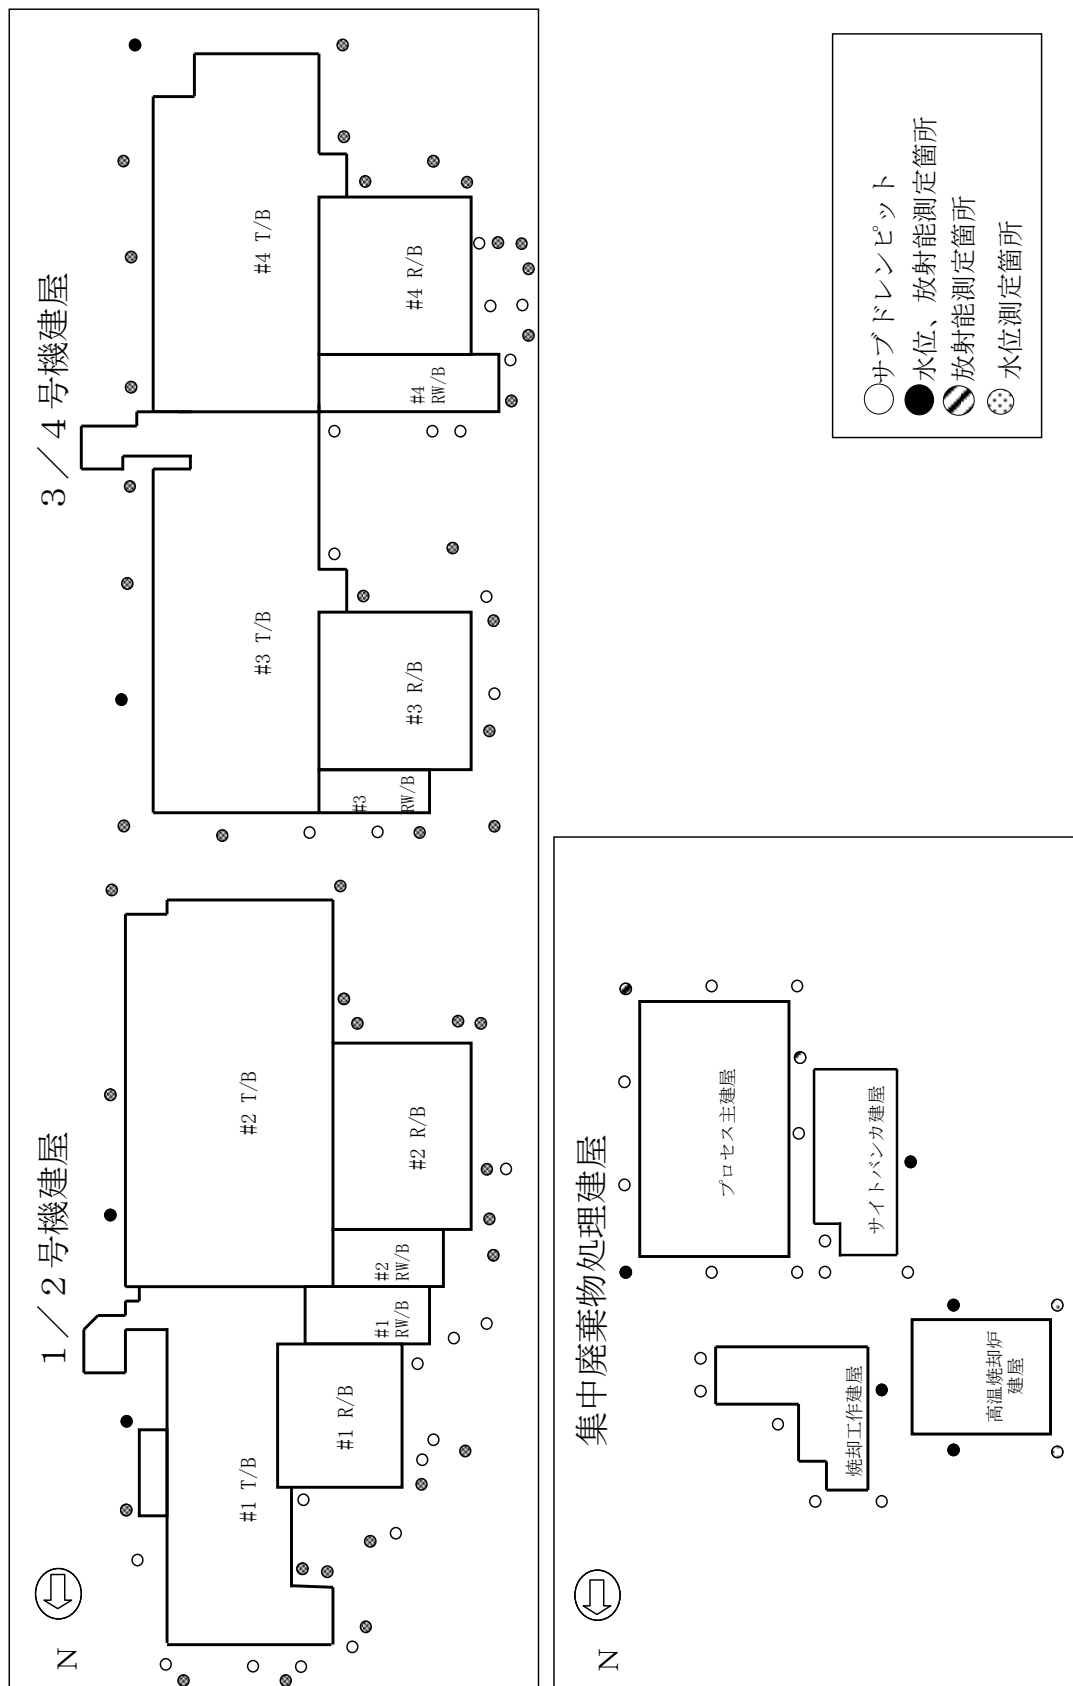 1／2 号機建屋
3／4 号機建屋
N
#1 T/B
#1 R/B
#1
RW/B
#2
RW/B
#2 T/B
#2 R/B
#3 T/B
#3 R/B
#3
RW/B
#4 T/B
#4 R/B
#4
RW/B
集中廃棄物処理建屋
N
焼却工作建屋
高温焼却炉
建屋
サイトバンカ建屋
プロセス主建屋
サブドレンピット
水位、放射能測定箇所
放射能測定箇所
水位測定箇所